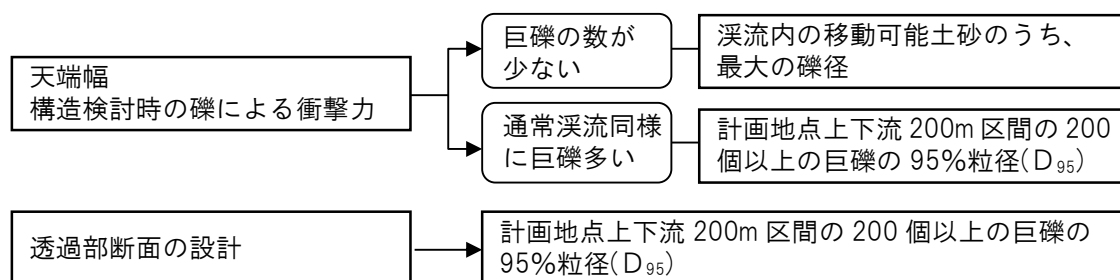 天端幅
構造検討時の礫による衝撃力
巨礫の数が
少ない
渓流内の移動可能土砂のうち、
最大の礫径
通常渓流同様
に巨礫多い
計画地点上下流 200m 区間の 200
個以上の巨礫の 95%粒径(D₉₅)
透過部断面の設計
計画地点上下流 200m 区間の 200 個以上の巨礫の
95%粒径(D₉₅)